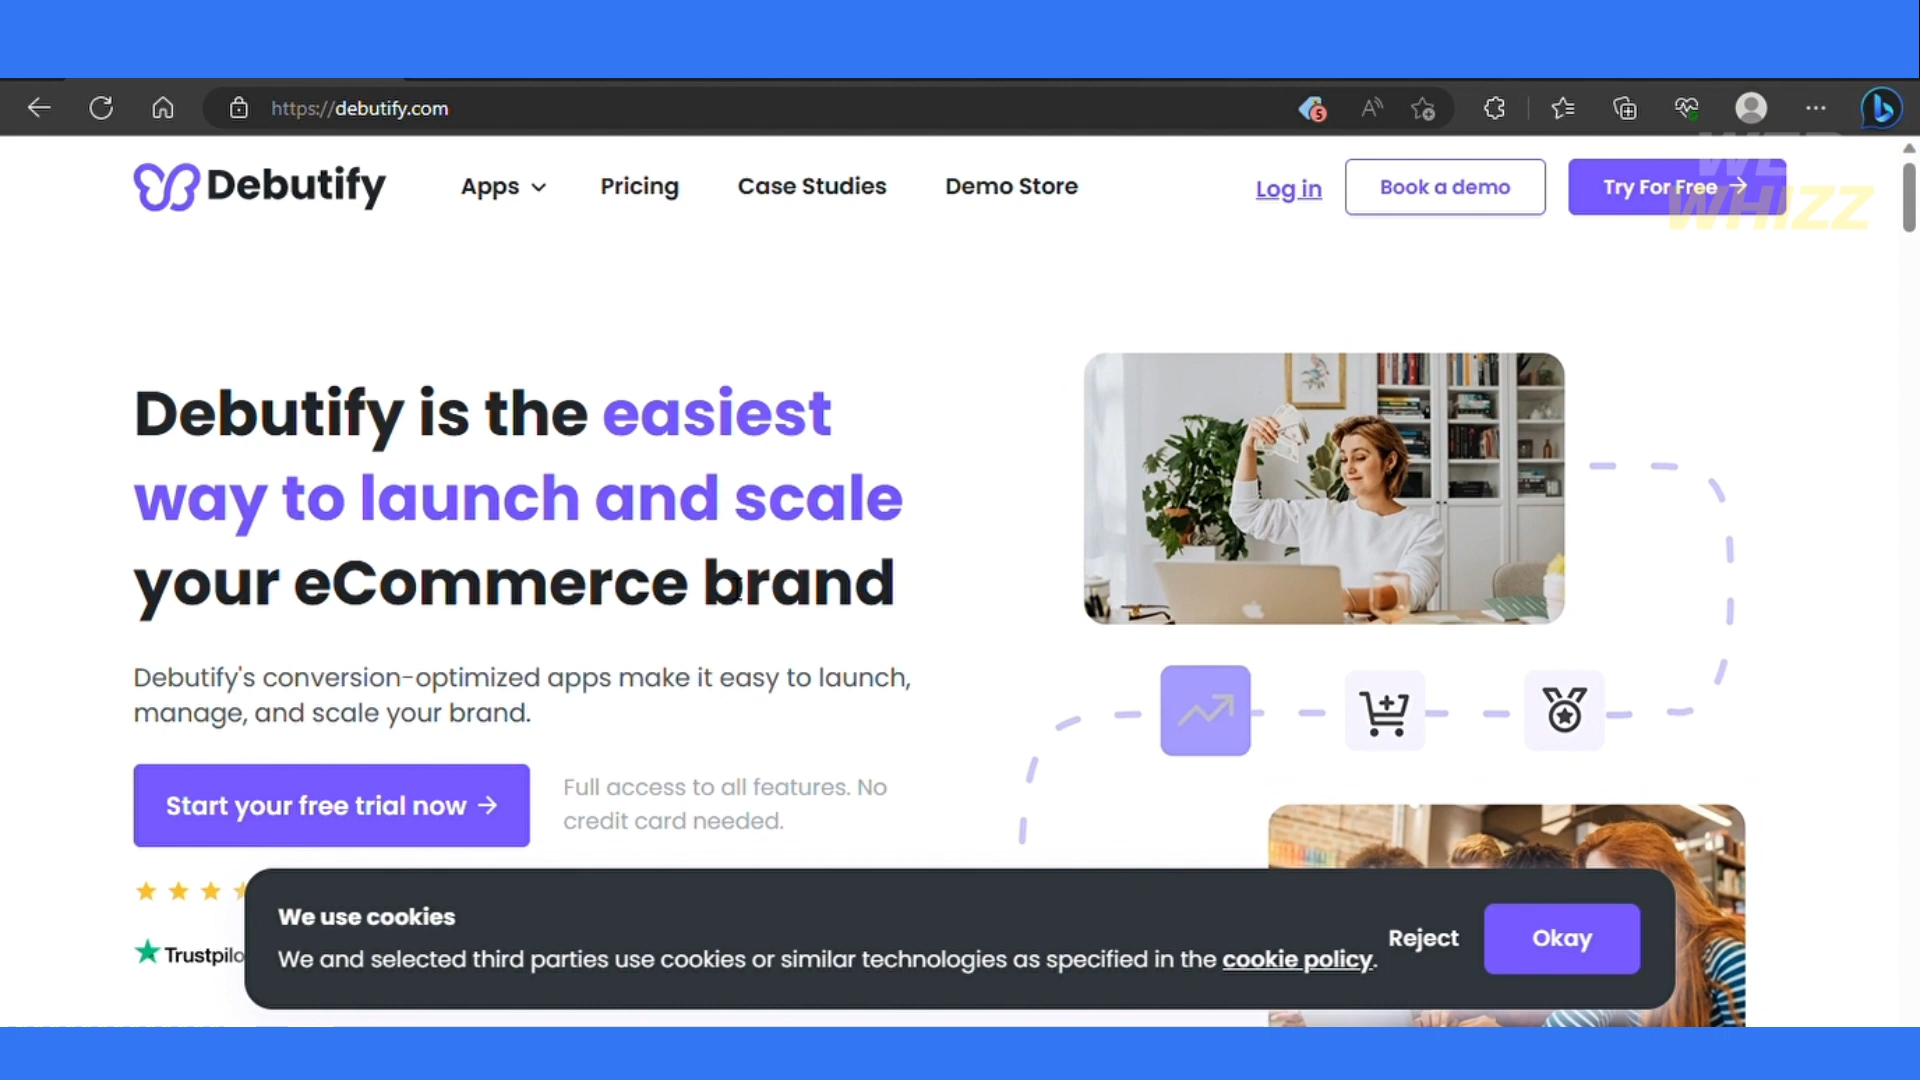 https://debutify.com
5
WEB
WHIZZ
Debutify
Apps
Pricing
Case Studies
Demo Store
Log in
Book a demo
Try For Free →
Debutify is the easiest
way to launch and scale
your eCommerce brand
Debutify's conversion-optimized apps make it easy to launch,
manage, and scale your brand.
Start your free trial now →
Full access to all features. No
credit card needed.
Trustpilo
We use cookies
We and selected third parties use cookies or similar technologies as specified in the cookie policy.
Reject
Okay